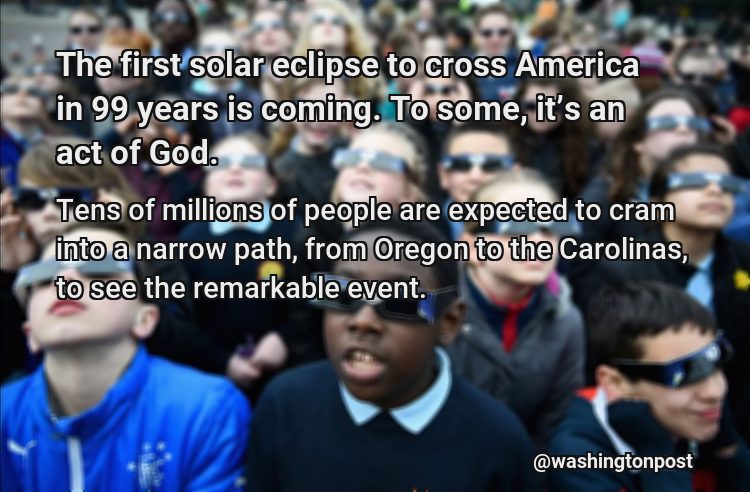 The first solar eclipse to cross America
in 99 years is coming. To some, it’s an
act of God.
Tens of millions of people are expected to cram
into a narrow path, from Oregon to the Carolinas,
to see the remarkable event.
@washingtonpost